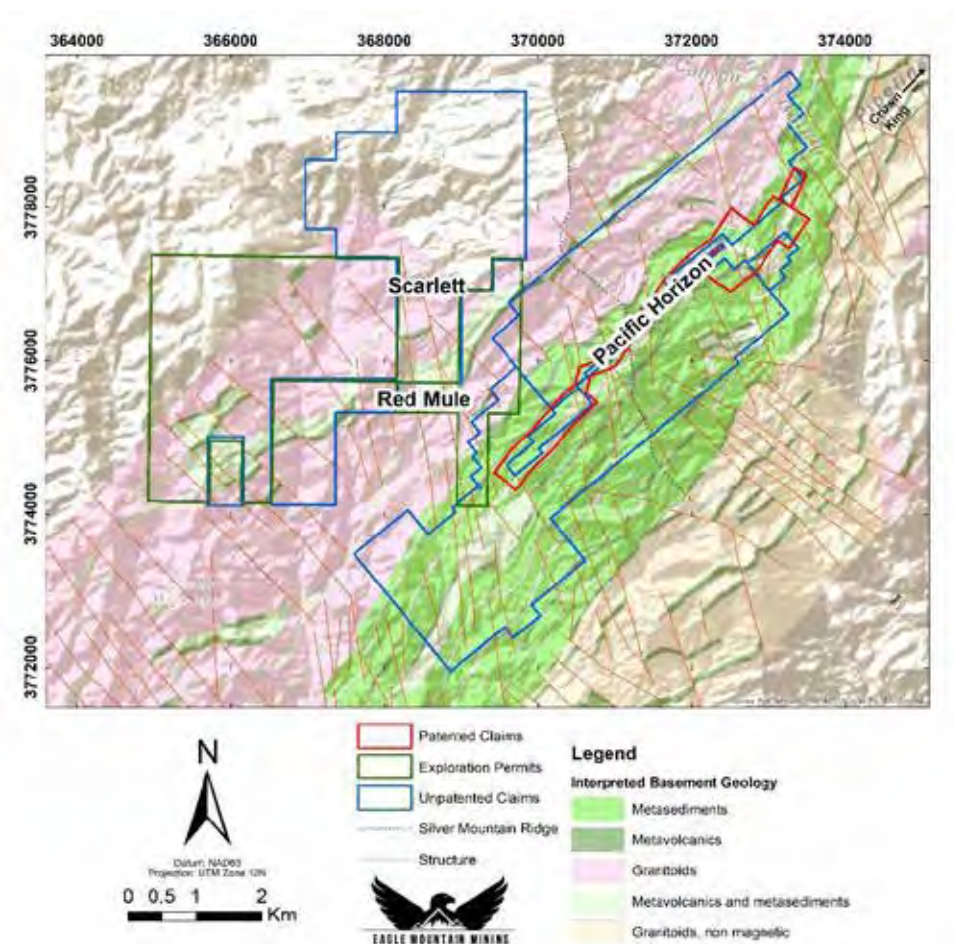 364000 366000 368000 370000 372000 374000
3778000
3776000
3774000
3772000
Crown
King
Scarlett
Pacific Horizon
Red Mule
N
Datum: NAD83
Projection: UTM Zone 12N
0 0.5 1 2
Km
Patented Claims
Exploration Permits
Unpatented Claims
Silver Mountain Ridge
Structure
EAGLE MOUNTAIN MINING
Legend
Interpreted Basement Geology
Metasediments
Metavolcanics
Granitoids
Metavolcanics and metasediments
Granitoids, non magnetic